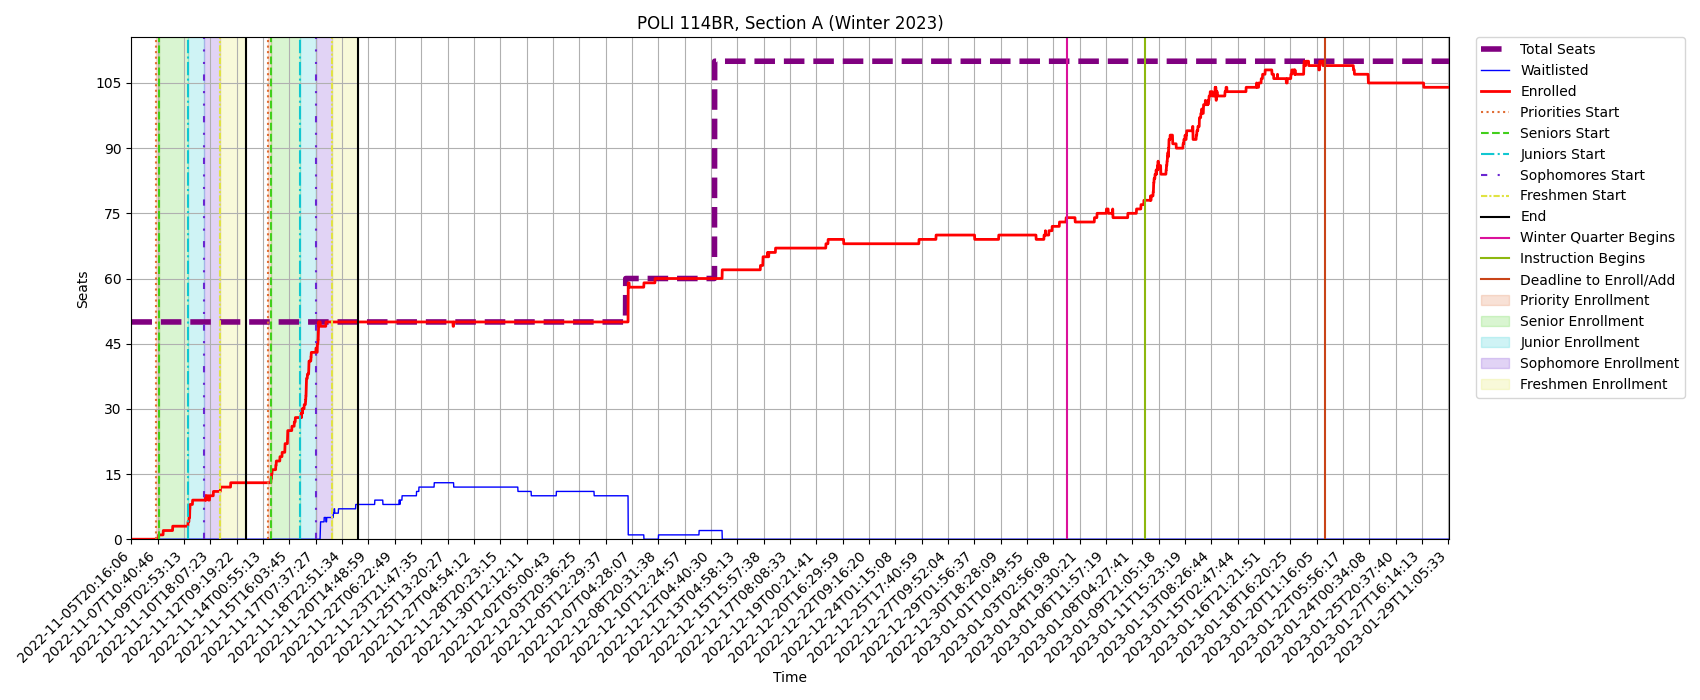 POLI 114BR, Section A (Winter 2023)
Seats
105
90
75
60
45
30
15
0
2022-11-05T20:16:06
2022-11-07T10:40:46
2022-11-09T02:53:13
2022-11-10T18:07:23
2022-11-12T09:19:22
2022-11-14T00:55:13
2022-11-15T16:03:45
2022-11-17T07:37:27
2022-11-18T22:51:34
2022-11-20T14:48:59
2022-11-22T06:22:49
2022-11-23T21:47:35
2022-11-25T13:20:27
2022-11-27T04:54:12
2022-11-28T20:23:15
2022-11-30T12:12:11
2022-12-02T05:00:43
2022-12-03T20:36:25
2022-12-05T12:29:37
2022-12-07T04:28:07
2022-12-08T20:31:38
2022-12-10T12:24:57
2022-12-12T04:40:30
2022-12-13T04:58:13
2022-12-15T15:57:38
2022-12-17T08:08:33
2022-12-19T00:21:41
2022-12-20T16:29:59
2022-12-22T09:16:20
2022-12-24T01:15:08
2022-12-25T17:40:59
2022-12-27T09:52:04
2022-12-29T01:56:37
2022-12-30T18:28:09
2023-01-01T10:49:55
2023-01-03T02:56:08
2023-01-04T19:30:21
2023-01-06T11:57:19
2023-01-08T04:27:41
2023-01-09T21:05:18
2023-01-11T15:23:19
2023-01-13T08:26:44
2023-01-15T02:47:44
2023-01-16T21:21:51
2023-01-18T16:20:25
2023-01-20T11:16:05
2023-01-22T05:56:17
2023-01-24T00:34:08
2023-01-25T20:37:40
2023-01-27T16:14:13
2023-01-29T11:05:33
Time
Total Seats
Waitlisted
Enrolled
Priorities Start
Seniors Start
Juniors Start
Sophomores Start
Freshmen Start
End
Winter Quarter Begins
Instruction Begins
Deadline to Enroll/Add
Priority Enrollment
Senior Enrollment
Junior Enrollment
Sophomore Enrollment
Freshmen Enrollment